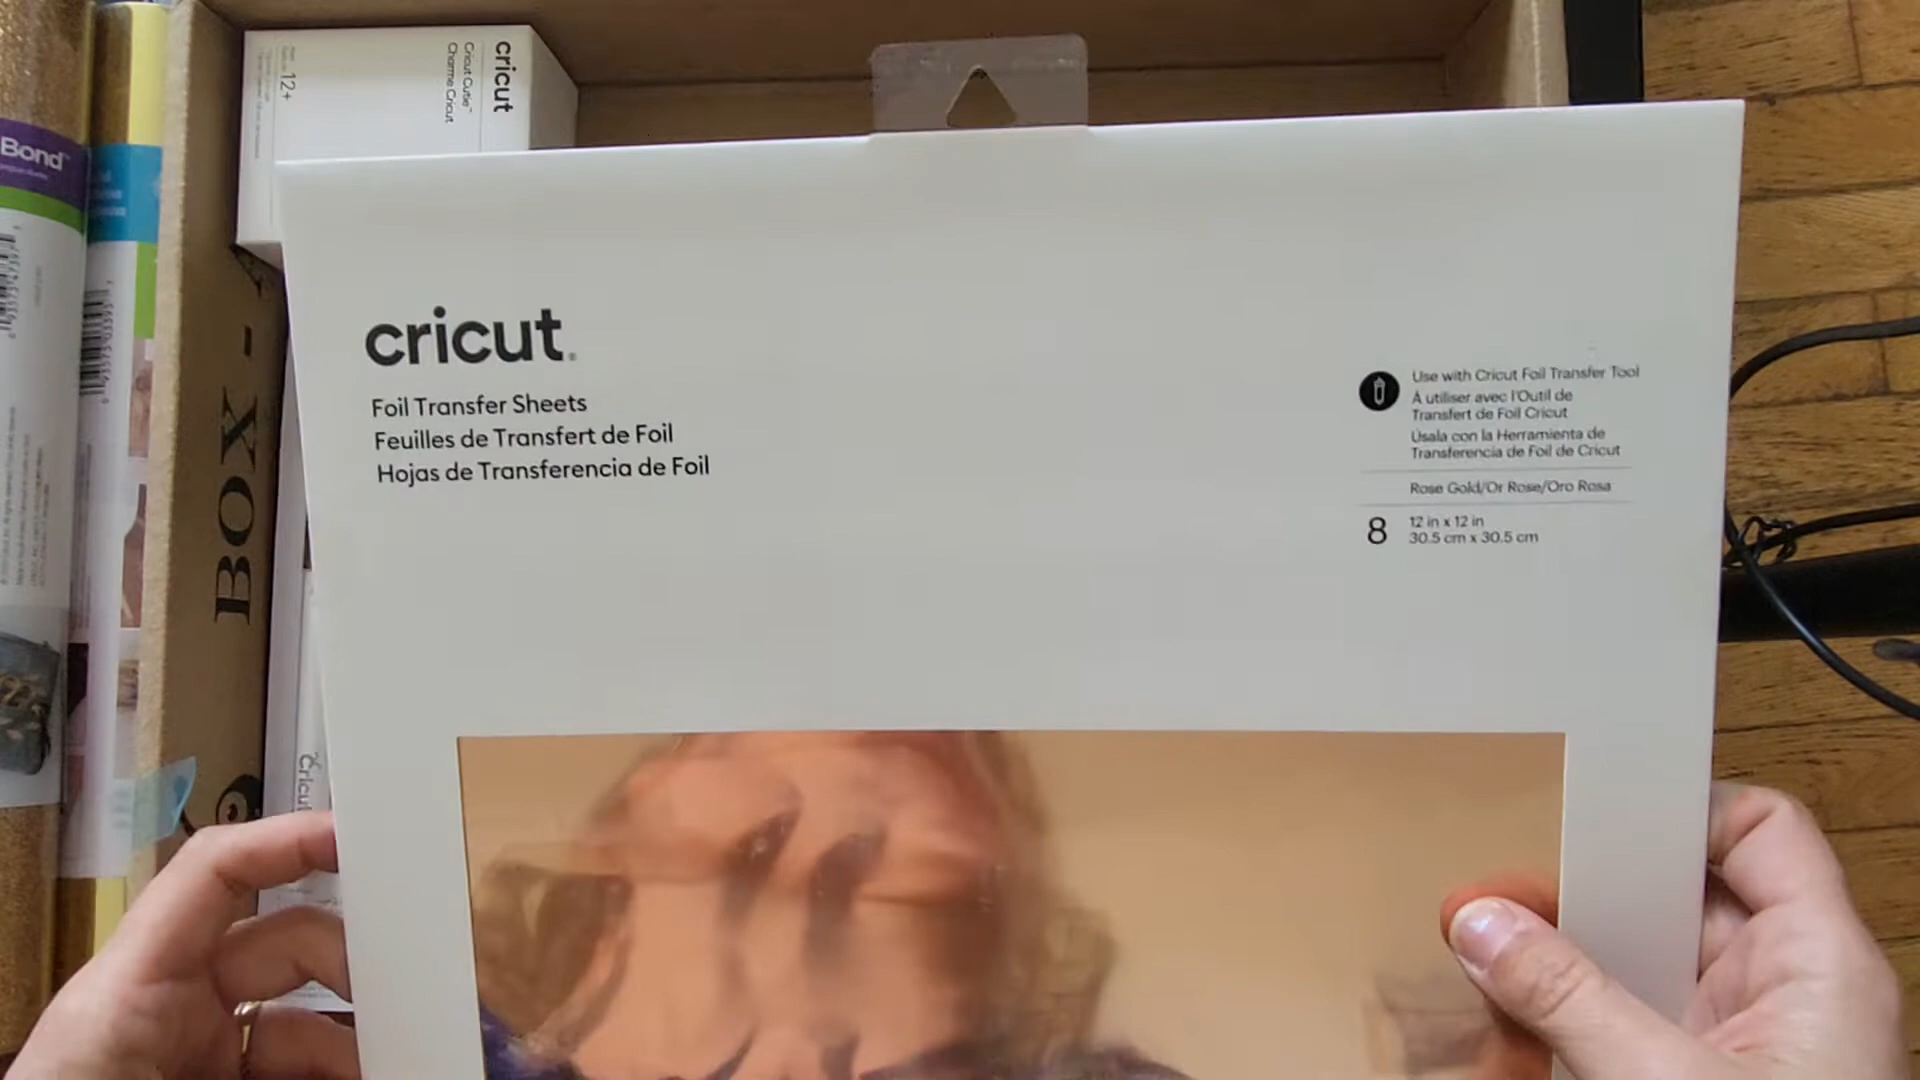 cricut
Foil Transfer Sheets
Feuilles de Transfert de Foil
Hojas de Transferencia de Foil
Use with Cricut Foil Transfer Tool
À utiliser avec l'Outil de
Transfert de Foil Cricut
Úsala con la Herramienta de
Transferencia de Foil de Cricut
Rose Gold/Or Rose/Oro Rosa
8
12 in x 12 in
30.5 cm x 30.5 cm
cricut
Cricut Cutie™
Charme Cricut
12+
Bond™
BOX -
Cricut